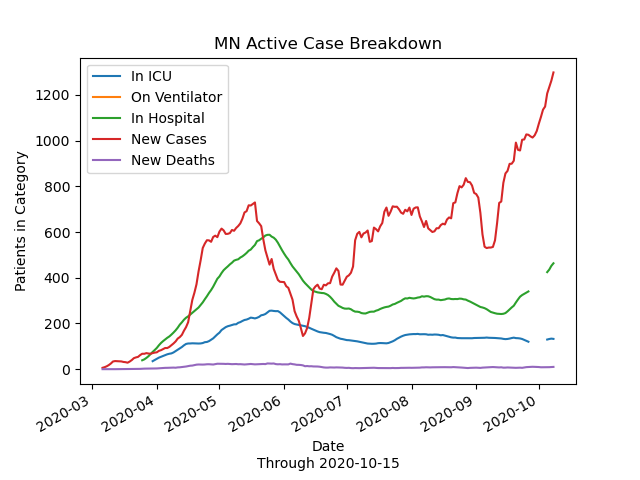 MN Active Case Breakdown
In ICU
On Ventilator
In Hospital
New Cases
New Deaths
Patients in Category
1200
1000
800
600
400
200
0
2020-03
2020-04
2020-05
2020-06
2020-07
2020-08
2020-09
2020-10
Date
Through 2020-10-15